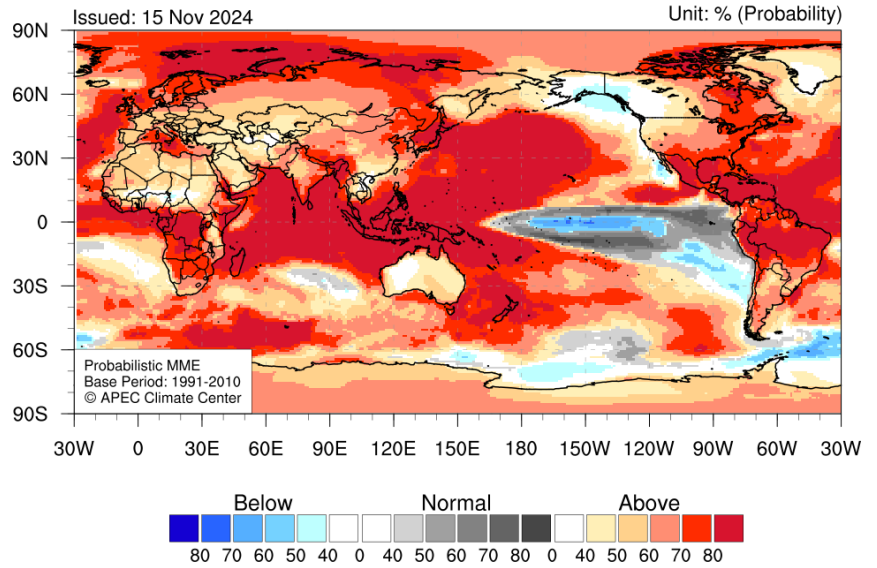 Issued: 15 Nov 2024
Unit: % (Probability)
90N
60N
30N
0
30S
60S
90S
Probabilistic MME
Base Period: 1991-2010
© APEC Climate Center
30W 0 30E 60E 90E 120E 150E 180 150W 120W 90W 60W 30W
Below Normal Above
80 70 60 50 40 0 40 50 60 70 80 0 40 50 60 70 80